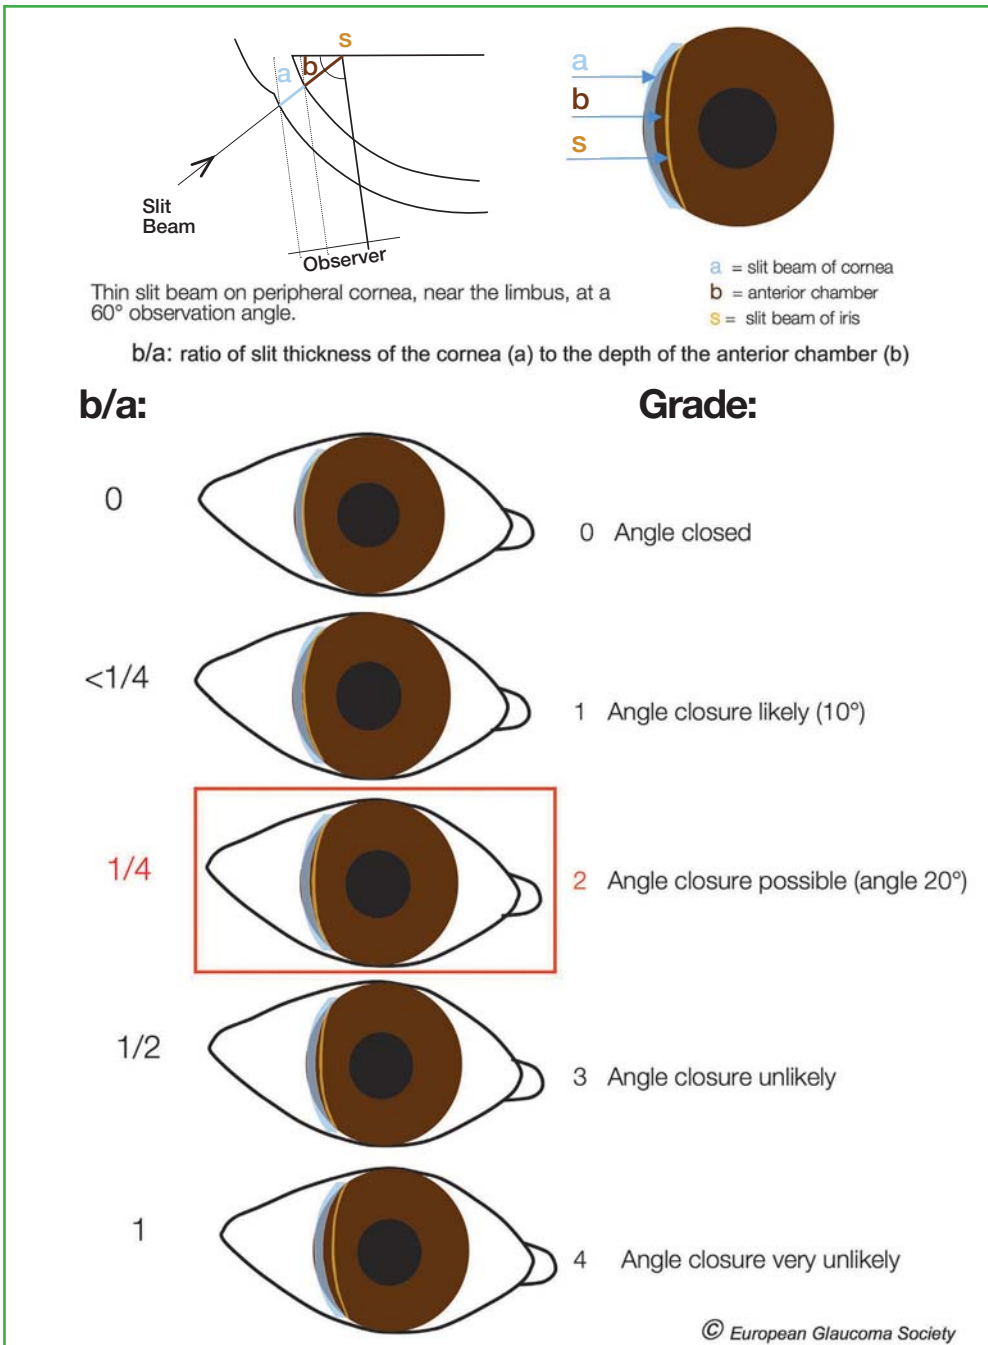 s
a b
a
b
s
Slit
Beam
Observer
a = slit beam of cornea
b = anterior chamber
s = slit beam of iris
Thin slit beam on peripheral cornea, near the limbus, at a
60° observation angle.
b/a: ratio of slit thickness of the cornea (a) to the depth of the anterior chamber (b)
b/a: Grade:
0
0 Angle closed
<1/4
1 Angle closure likely (10°)
1/4
2 Angle closure possible (angle 20°)
1/2
3 Angle closure unlikely
1
4 Angle closure very unlikely
© European Glaucoma Society